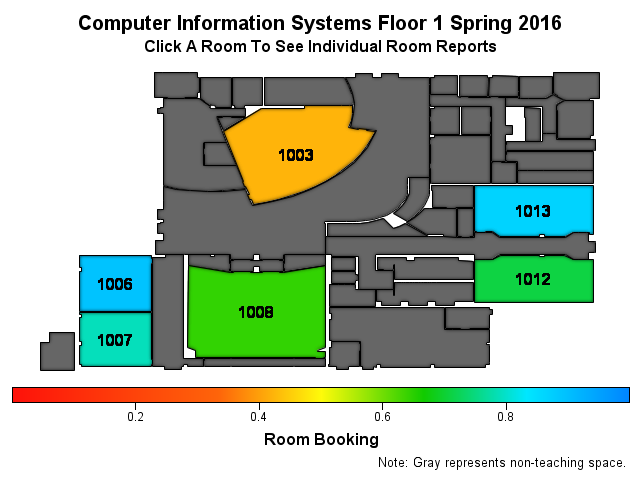 Computer Information Systems Floor 1 Spring 2016
Click A Room To See Individual Room Reports
1003
1013
1006
1012
1008
1007
0.2 0.4 0.6 0.8
Room Booking
Note: Gray represents non-teaching space.